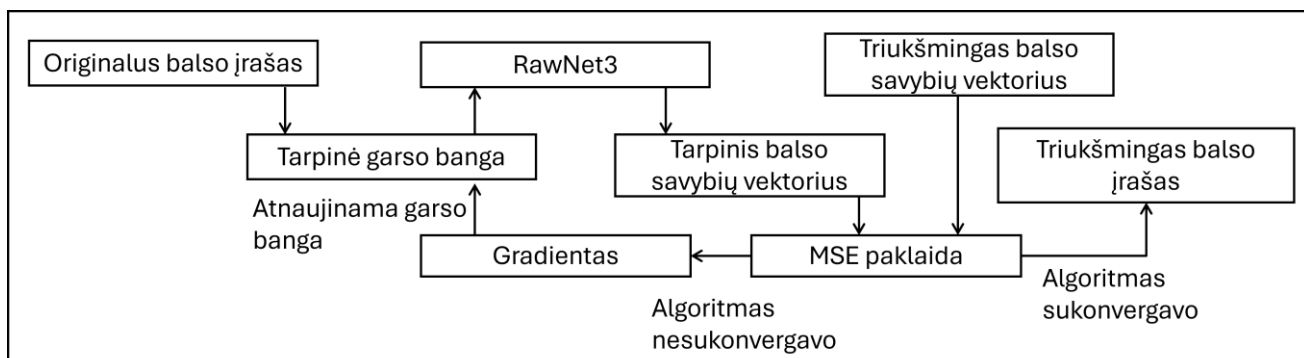 Originalus balso įrašas
RawNet3
Triukšmingas balso
savybių vektorius
Tarpinė garso banga
Tarpinis balso
savybių vektorius
Triukšmingas balso
įrašas
Atnaujinama garso
banga
Gradientas
MSE paklaida
Algoritmas
nesukonvergavo
Algoritmas
sukonvergavo